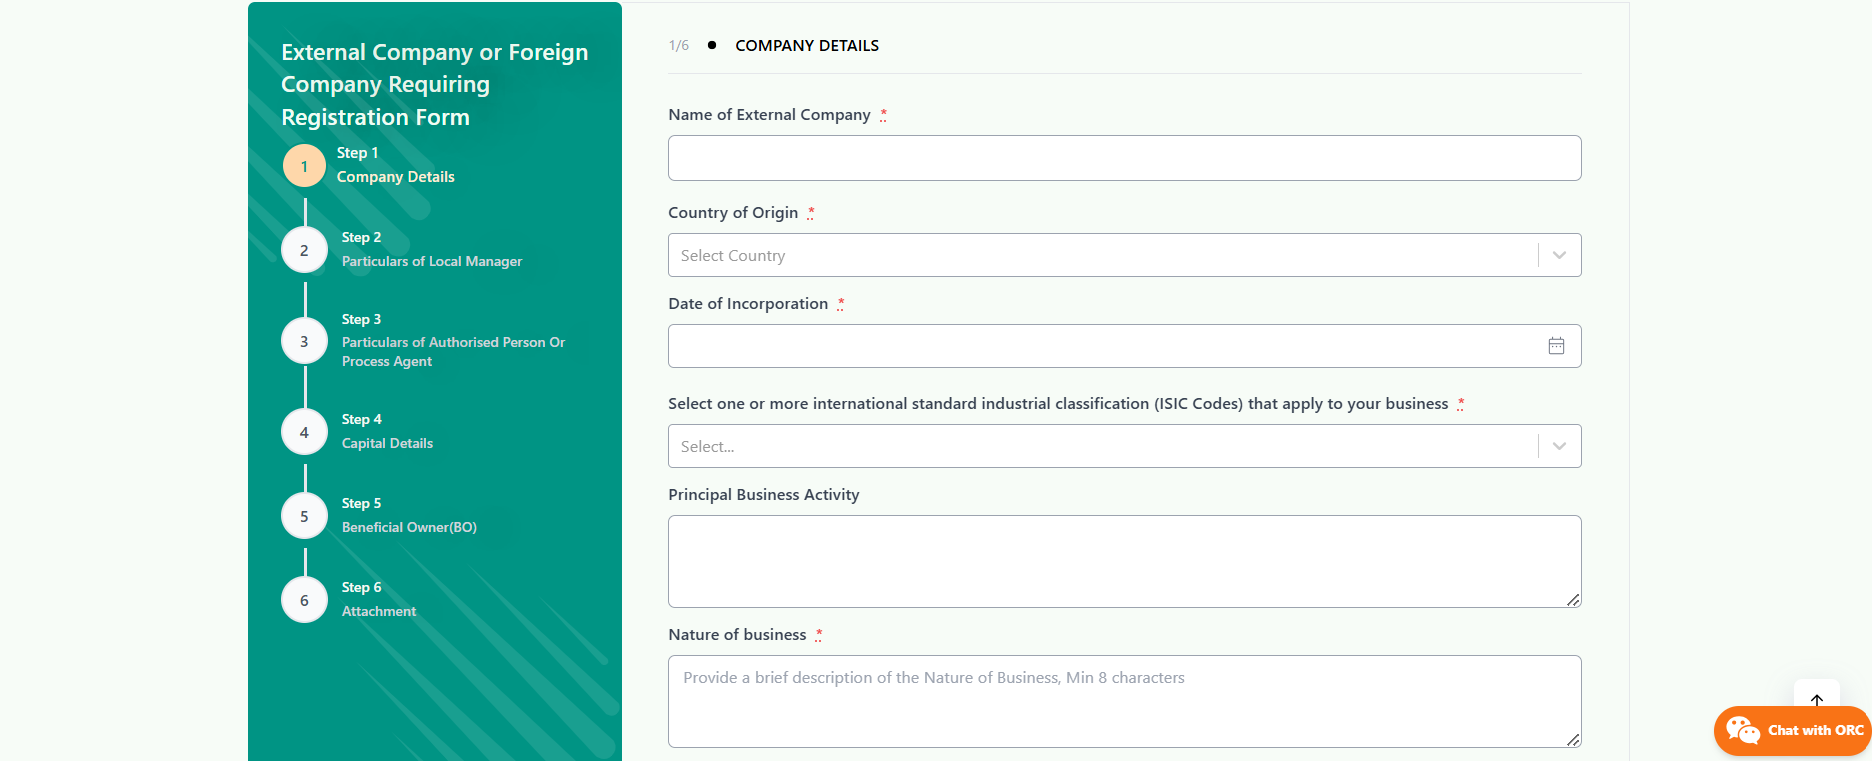 External Company or Foreign
Company Requiring
Registration Form
1
Step 1
Company Details
2
Step 2
Particulars of Local Manager
3
Step 3
Particulars of Authorised Person Or
Process Agent
4
Step 4
Capital Details
5
Step 5
Beneficial Owner(BO)
6
Step 6
Attachment
1/6 ● COMPANY DETAILS
Name of External Company *
Country of Origin *
Select Country
Date of Incorporation *
Select one or more international standard industrial classification (ISIC Codes) that apply to your business *
Select...
Principal Business Activity
Nature of business *
Provide a brief description of the Nature of Business, Min 8 characters
Chat with ORC